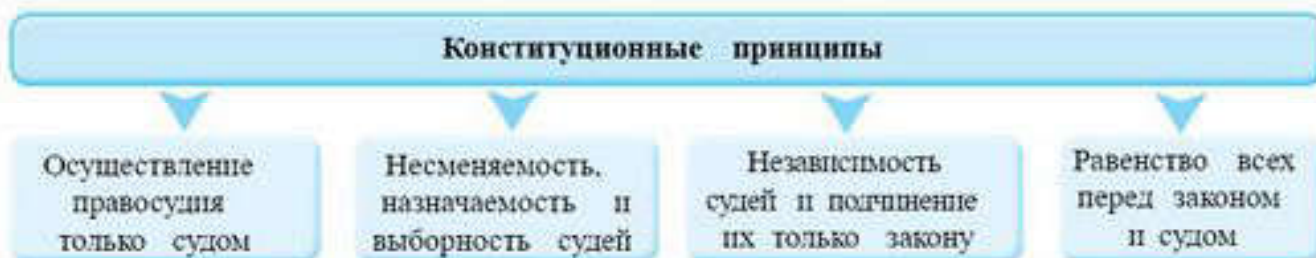 Конституционные принципы
Осуществление
правосудия
только судом
Несменяемость,
назначаемость и
выборность судей
Независимость
судей и подчинение
их только закону
Равенство всех
перед законом
и судом